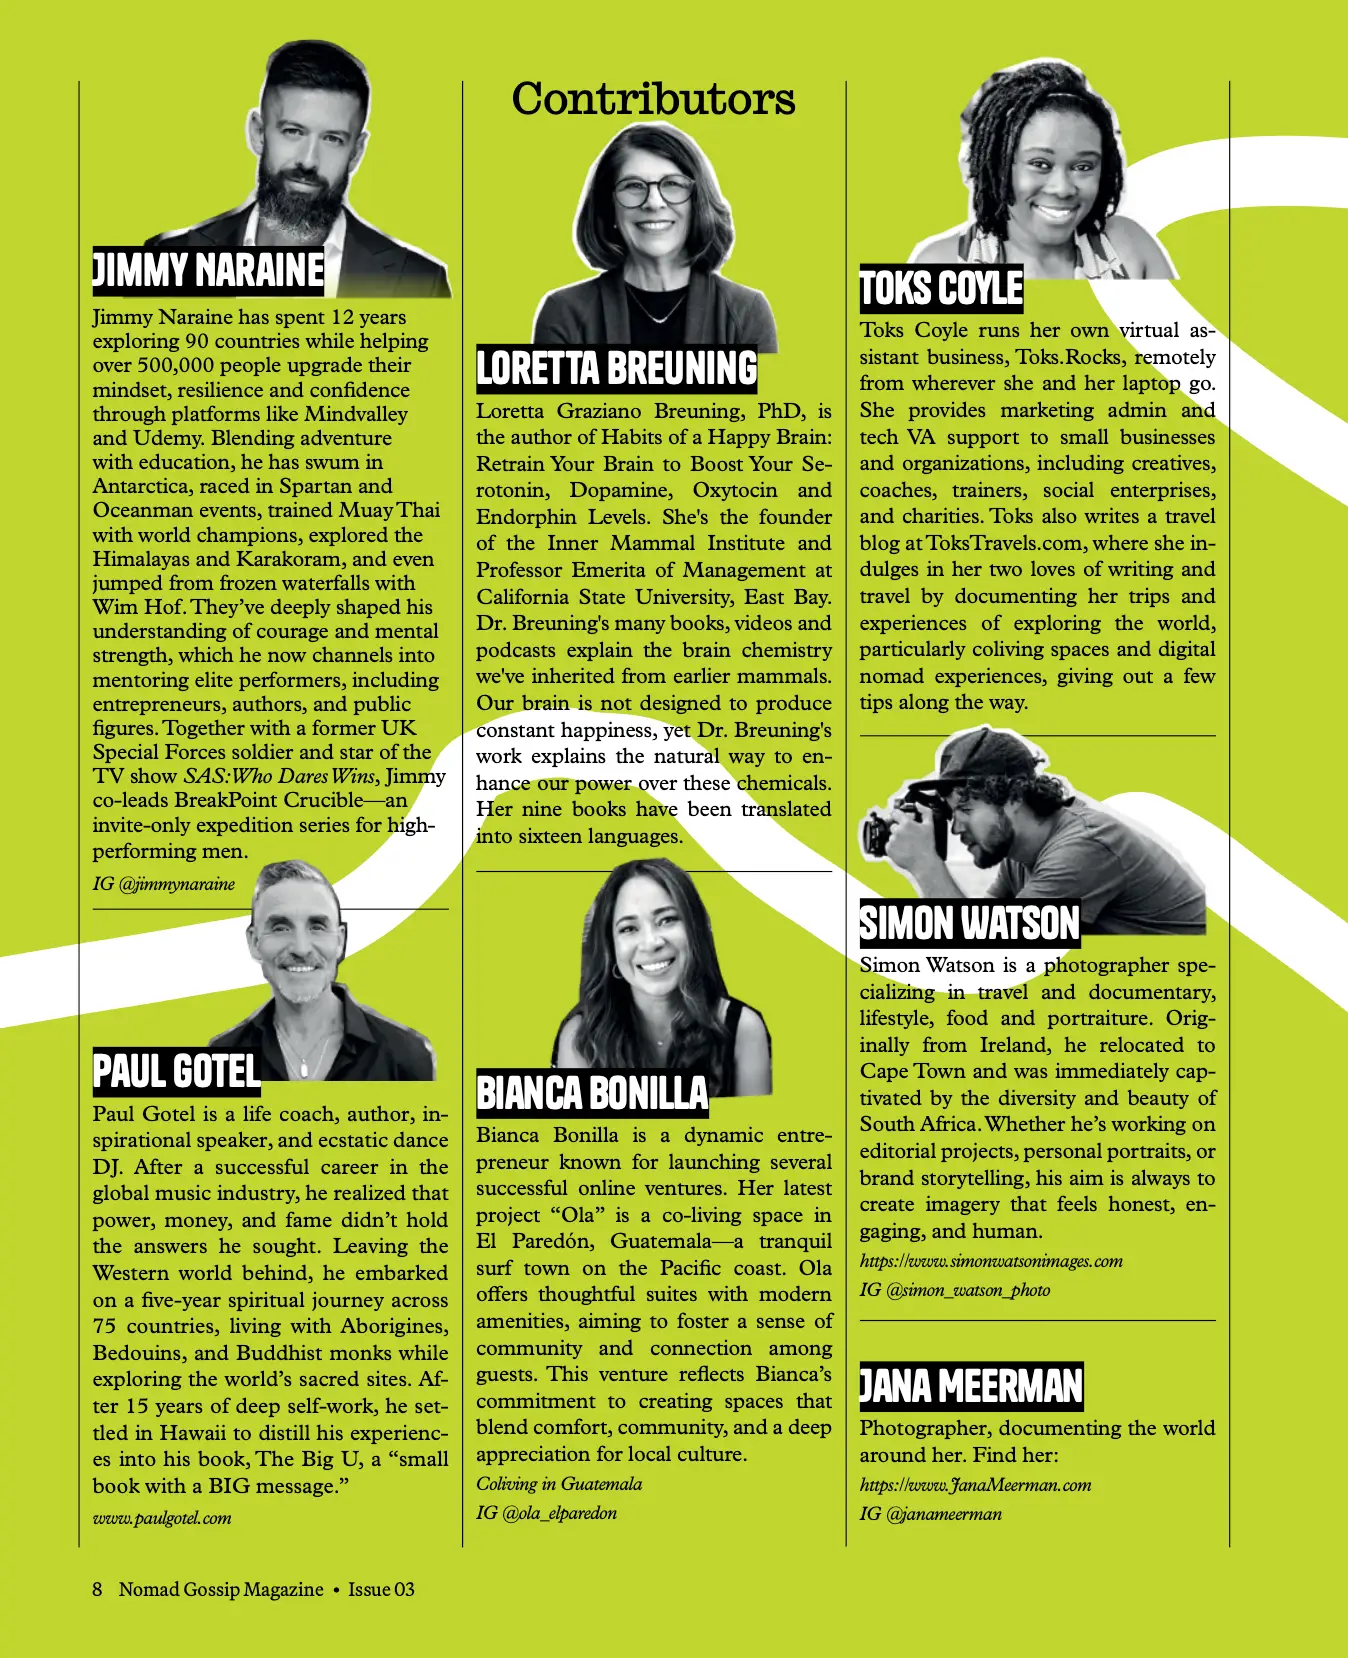 Contributors
JIMMY NARAINE
Jimmy Naraine has spent 12 years
exploring 90 countries while helping
over 500,000 people upgrade their
mindset, resilience and confidence
through platforms like Mindvalley
and Udemy. Blending adventure
with education, he has swum in
Antarctica, raced in Spartan and
Oceanman events, trained Muay Thai
with world champions, explored the
Himalayas and Karakoram, and even
jumped from frozen waterfalls with
Wim Hof. They’ve deeply shaped his
understanding of courage and mental
strength, which he now channels into
mentoring elite performers, including
entrepreneurs, authors, and public
figures. Together with a former UK
Special Forces soldier and star of the
TV show SAS: Who Dares Wins, Jimmy
co-leads BreakPoint Crucible—an
invite-only expedition series for high-
performing men.
IG @jimmynaraine
PAUL GOTEL
Paul Gotel is a life coach, author, in-
spirational speaker, and ecstatic dance
DJ. After a successful career in the
global music industry, he realized that
power, money, and fame didn’t hold
the answers he sought. Leaving the
Western world behind, he embarked
on a five-year spiritual journey across
75 countries, living with Aborigines,
Bedouins, and Buddhist monks while
exploring the world’s sacred sites. Af-
ter 15 years of deep self-work, he set-
tled in Hawaii to distill his experienc-
es into his book, The Big U, a “small
book with a BIG message.”
www.paulgotel.com
LORETTA BREUNING
Loretta Graziano Breuning, PhD, is
the author of Habits of a Happy Brain:
Retrain Your Brain to Boost Your Se-
rotonin, Dopamine, Oxytocin and
Endorphin Levels. She's the founder
of the Inner Mammal Institute and
Professor Emerita of Management at
California State University, East Bay.
Dr. Breuning's many books, videos and
podcasts explain the brain chemistry
we've inherited from earlier mammals.
Our brain is not designed to produce
constant happiness, yet Dr. Breuning's
work explains the natural way to en-
hance our power over these chemicals.
Her nine books have been translated
into sixteen languages.
BIANCA BONILLA
Bianca Bonilla is a dynamic entre-
preneur known for launching several
successful online ventures. Her latest
project “Ola” is a co-living space in
El Paredón, Guatemala—a tranquil
surf town on the Pacific coast. Ola
offers thoughtful suites with modern
amenities, aiming to foster a sense of
community and connection among
guests. This venture reflects Bianca’s
commitment to creating spaces that
blend comfort, community, and a deep
appreciation for local culture.
Coliving in Guatemala
IG @ola_elparedon
TOKS COYLE
Toks Coyle runs her own virtual as-
sistant business, Toks.Rocks, remotely
from wherever she and her laptop go.
She provides marketing admin and
tech VA support to small businesses
and organizations, including creatives,
coaches, trainers, social enterprises,
and charities. Toks also writes a travel
blog at ToksTravels.com, where she in-
dulges in her two loves of writing and
travel by documenting her trips and
experiences of exploring the world,
particularly coliving spaces and digital
nomad experiences, giving out a few
tips along the way.
SIMON WATSON
Simon Watson is a photographer spe-
cializing in travel and documentary,
lifestyle, food and portraiture. Orig-
inally from Ireland, he relocated to
Cape Town and was immediately cap-
tivated by the diversity and beauty of
South Africa. Whether he’s working on
editorial projects, personal portraits, or
brand storytelling, his aim is always to
create imagery that feels honest, en-
gaging, and human.
https://www.simonwatsonimages.com
IG @simon_watson_photo
JANA MEERMAN
Photographer, documenting the world
around her. Find her:
https://www.JanaMeerman.com
IG @janameerman
8 Nomad Gossip Magazine • Issue 03